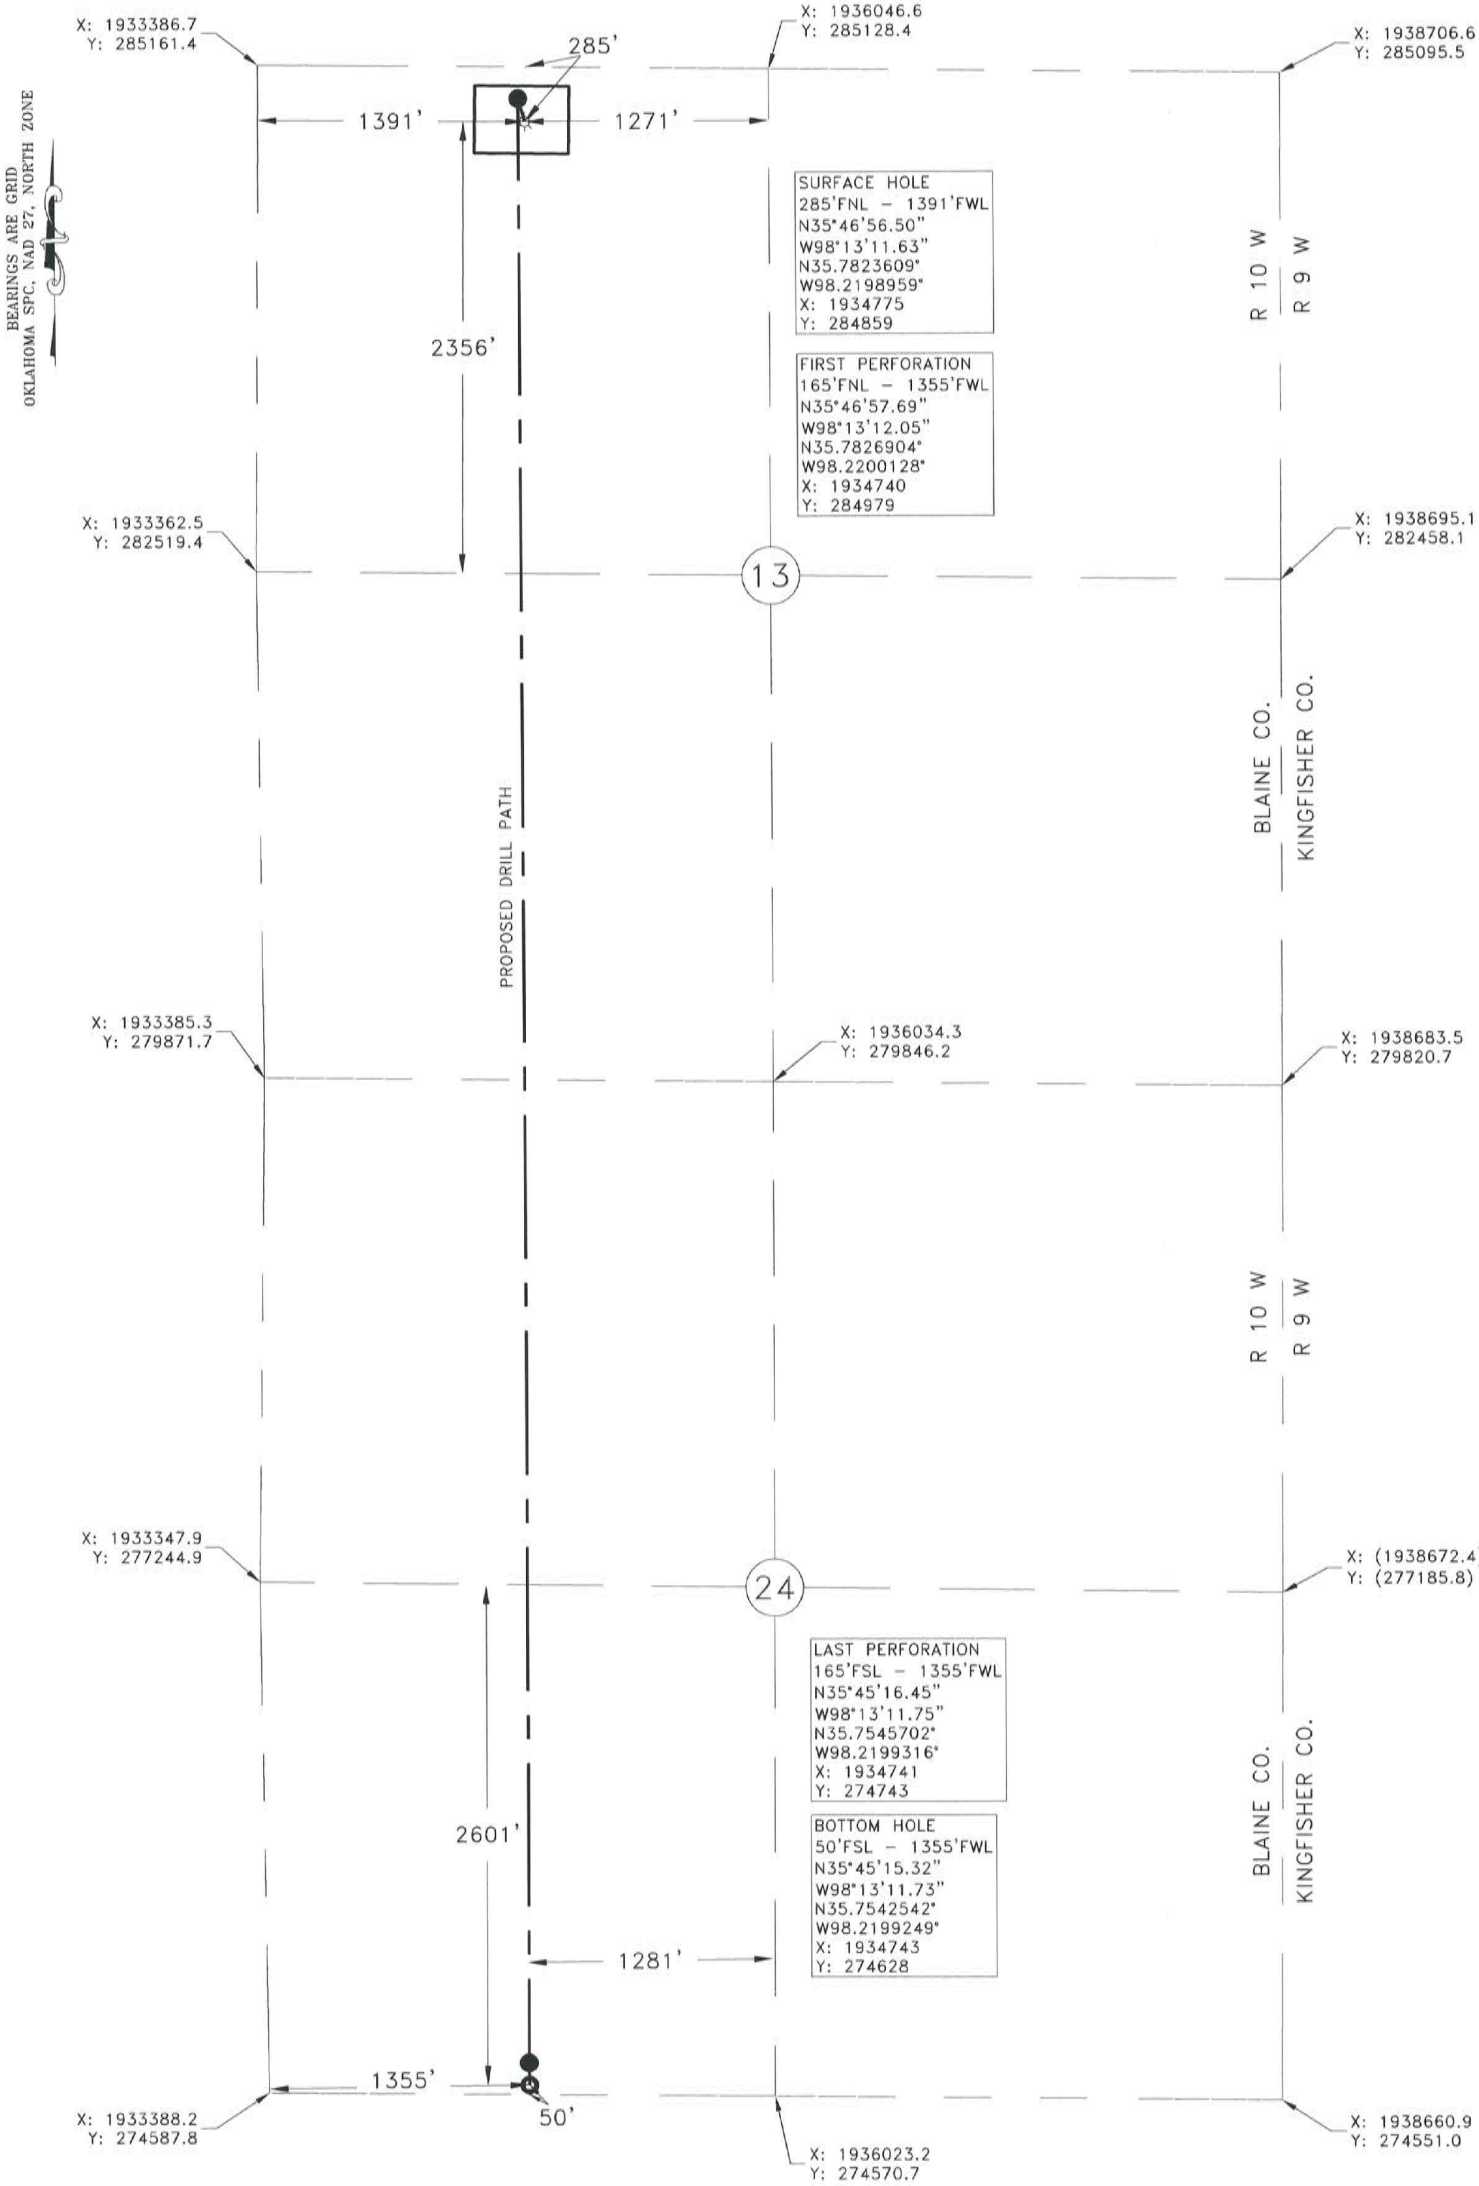 X: 1933386.7
Y: 285161.4
X: 1936046.6
Y: 285128.4
X: 1938706.6
Y: 285095.5
285'
1391'
1271'
BEARINGS ARE GRID
OKLAHOMA SPC, NAD 27, NORTH ZONE
SURFACE HOLE
285'FNL - 1391'FWL
N35°46'56.50"
W98°13'11.63"
N35.7823609°
W98.2198959°
X: 1934775
Y: 284859
R 10 W
R 9 W
2356'
FIRST PERFORATION
165'FNL - 1355'FWL
N35°46'57.69"
W98°13'12.05"
N35.7826904°
W98.2200128°
X: 1934740
Y: 284979
X: 1933362.5
Y: 282519.4
X: 1938695.1
Y: 282458.1
13
BLAINE CO.
KINGFISHER CO.
PROPOSED DRILL PATH
X: 1933385.3
Y: 279871.7
X: 1936034.3
Y: 279846.2
X: 1938683.5
Y: 279820.7
R 10 W
R 9 W
X: 1933347.9
Y: 277244.9
X: (1938672.4
Y: (277185.8)
24
LAST PERFORATION
165'FSL - 1355'FWL
N35°45'16.45"
W98°13'11.75"
N35.7545702°
W98.2199316°
X: 1934741
Y: 274743
BLAINE CO.
KINGFISHER CO.
2601'
BOTTOM HOLE
50'FSL - 1355'FWL
N35°45'15.32"
W98°13'11.73"
N35.7542542°
W98.2199249°
X: 1934743
Y: 274628
1281'
1355'
50'
X: 1933388.2
Y: 274587.8
X: 1936023.2
Y: 274570.7
X: 1938660.9
Y: 274551.0